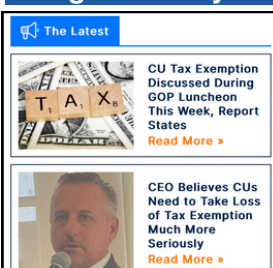 The Latest
CU Tax Exemption
Discussed During
GOP Luncheon
This Week, Report
States
Read More »
T A X
CEO Believes CUs
Need to Take Loss
of Tax Exemption
Much More
Seriously
Read More »